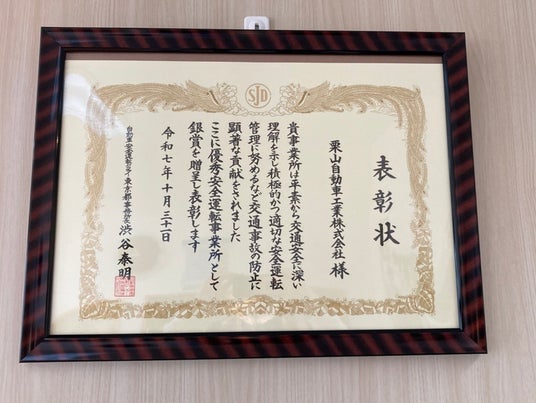 SJD
表彰状
栗山自動車工業株式会社 様
貴事業所は平素から交通安全に深い
理解を示し積極的かつ適切な安全運転
管理に努めるなど交通事故の防止に
顕著な貢献をされました
ここに優秀安全運転事業所として
銀賞を贈呈し表彰します
令和七年十月三十一日
自動車安全運転センター東京都事務所長 渋谷泰明